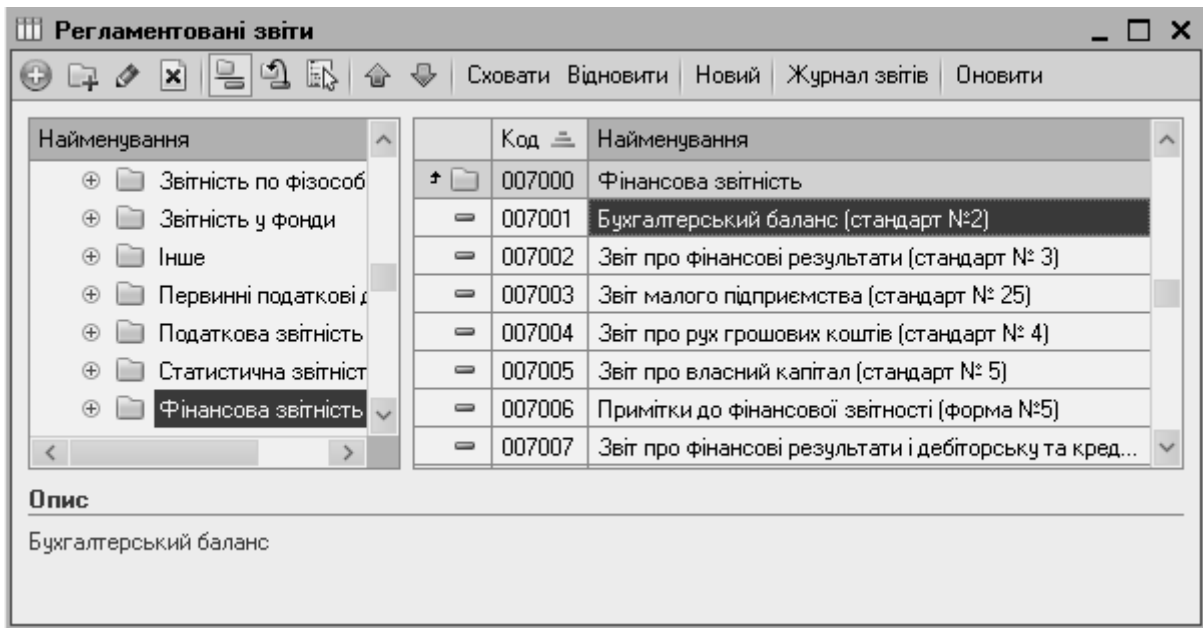 Регламентовані звіти
Сховати Відновити Новий Журнал звітів Оновити
Найменування
Звітність по фізособ
Звітність у фонди
Інше
Первинні податкові д
Податкова звітність
Статистична звітніст
Фінансова звітність
Код Найменування
007000 Фінансова звітність
007001 Бухгалтерський баланс (стандарт №2)
007002 Звіт про фінансові результати (стандарт № 3)
007003 Звіт малого підприємства (стандарт № 25)
007004 Звіт про рух грошових коштів (стандарт № 4)
007005 Звіт про власний капітал (стандарт № 5)
007006 Примітки до фінансової звітності (форма №5)
007007 Звіт про фінансові результати і дебіторську та кред...
Опис
Бухгалтерський баланс